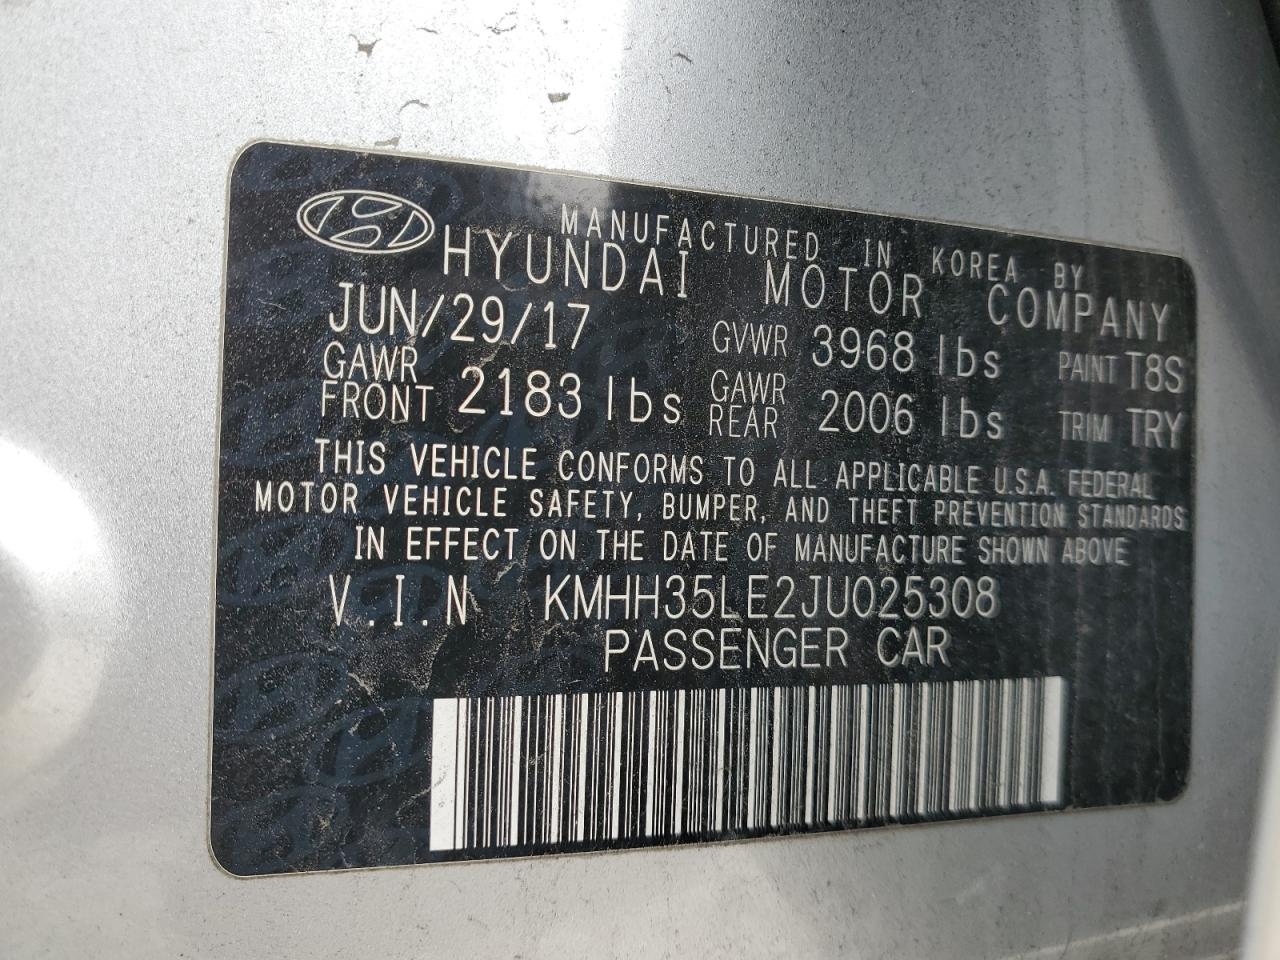 MANUFACTURED IN KOREA BY
HYUNDAI MOTOR COMPANY
JUN/29/17 GVWR 3968 lbs PAINT T8S
GAWR FRONT 2183 lbs GAWR REAR 2006 lbs TRIM TRY
THIS VEHICLE CONFORMS TO ALL APPLICABLE U.S.A. FEDERAL
MOTOR VEHICLE SAFETY, BUMPER, AND THEFT PREVENTION STANDARDS
IN EFFECT ON THE DATE OF MANUFACTURE SHOWN ABOVE
V.I.N KMHH35LE2JU025308
PASSENGER CAR